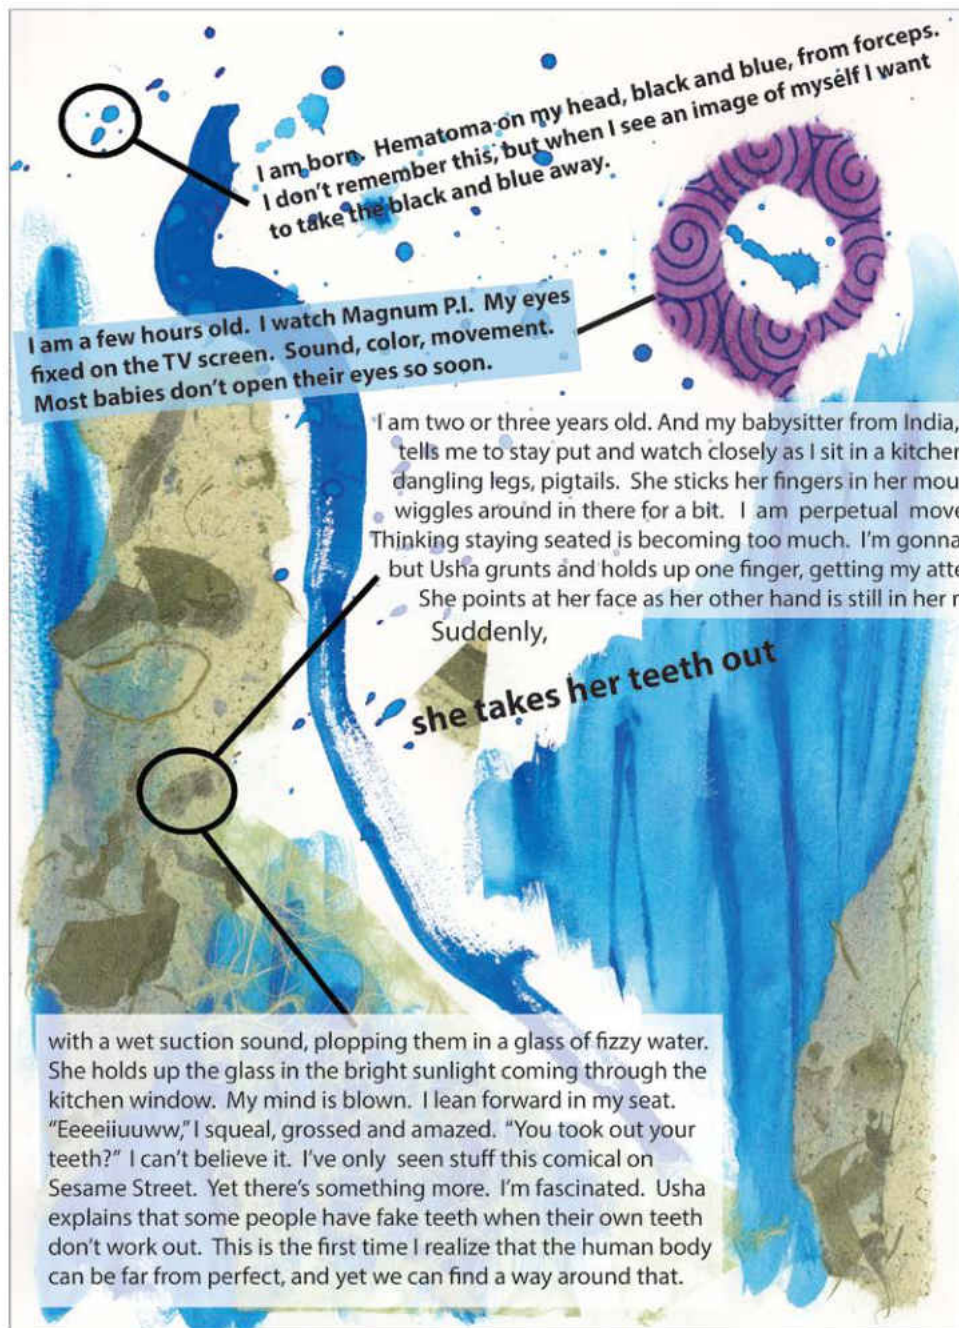 I am born.  Hematoma on my head, black and blue, from forceps.
I don't remember this, but when I see an image of myself I want
to take the black and blue away.
I am a few hours old.  I watch Magnum P.I.  My eyes
fixed on the TV screen.  Sound, color, movement.
Most babies don't open their eyes so soon.
I am two or three years old.  And my babysitter from India,
tells me to stay put and watch closely as I sit in a kitchen
dangling legs, pigtails.  She sticks her fingers in her
wiggles around in there for a bit.  I am perpetual
Thinking staying seated is becoming too much.  I'm gonna
but Usha grunts and holds up one finger, getting my
She points at her face as her other hand is still in her
Suddenly,
she takes her teeth out
with a wet suction sound, plopping them in a glass of fizzy water.
She holds up the glass in the bright sunlight coming through the
kitchen window.  My mind is blown.  I lean forward in my seat.
"Eeeeiiuuww," I squeal, grossed and amazed.  "You took out your
teeth?" I can't believe it.  I've only seen stuff this comical on
Sesame Street.  Yet there's something more.  I'm fascinated.  Usha
explains that some people have fake teeth when their own teeth
don't work out.  This is the first time I realize that the human body
can be far from perfect, and yet we can find a way around that.